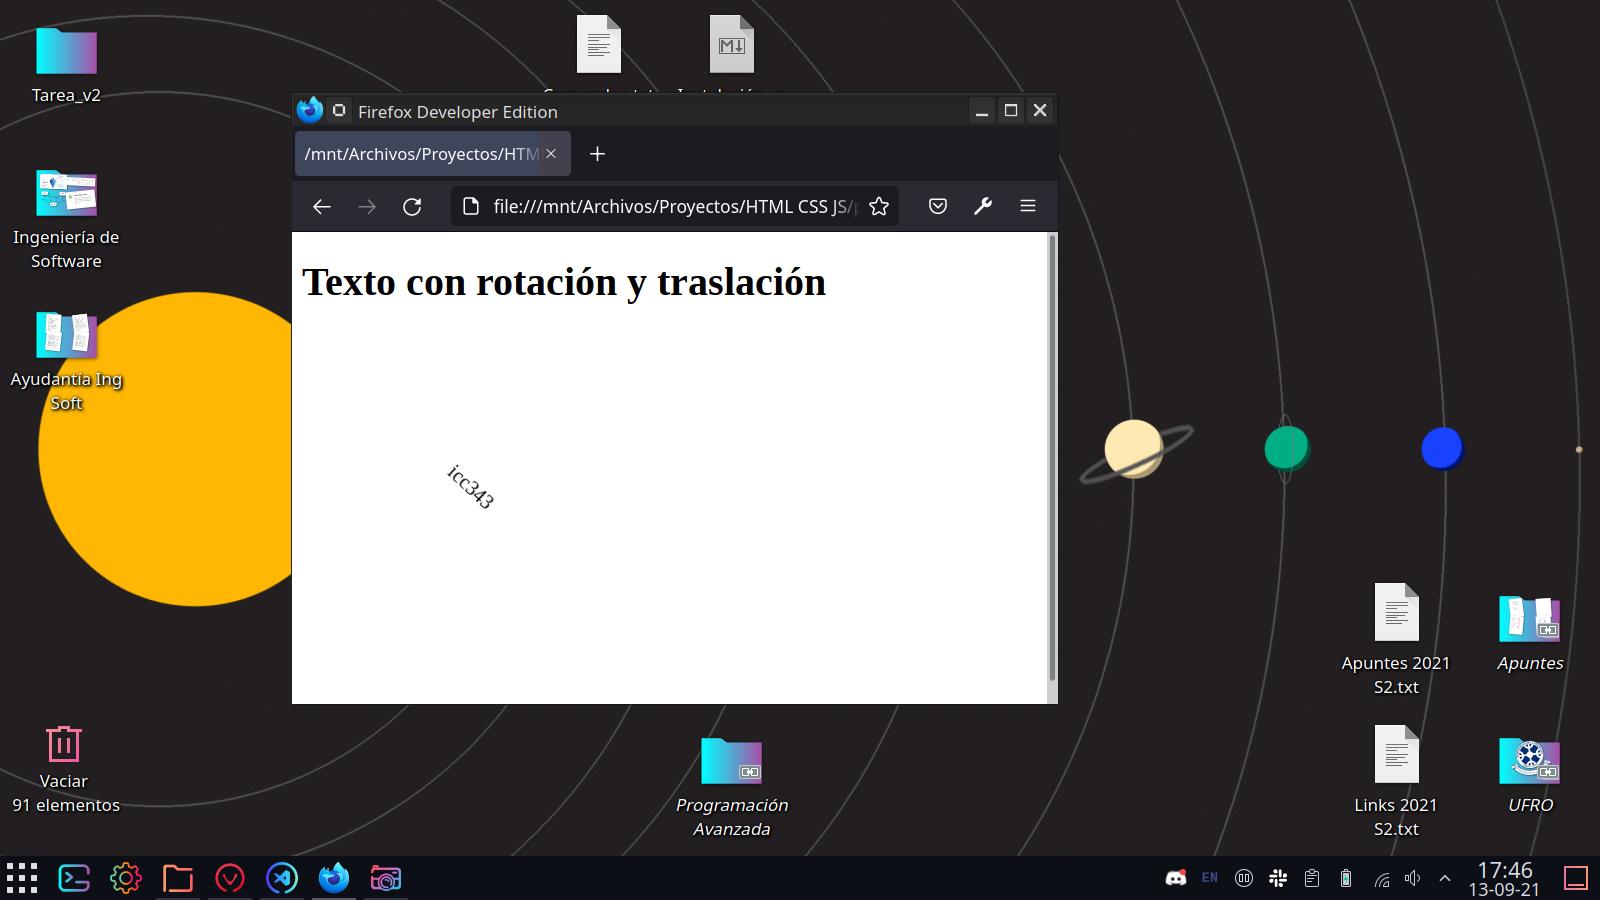 Tarea_v2
Ingeniería de
Software
Ayudantía Ing
Soft
Vaciar
91 elementos
Firefox Developer Edition
/mnt/Archivos/Proyectos/HTM
file:///mnt/Archivos/Proyectos/HTML CSS JS/
Texto con rotación y traslación
icc343
Programación
Avanzada
Apuntes 2021
S2.txt
Apuntes
Links 2021
S2.txt
UFRO
EN
17:46
13-09-21